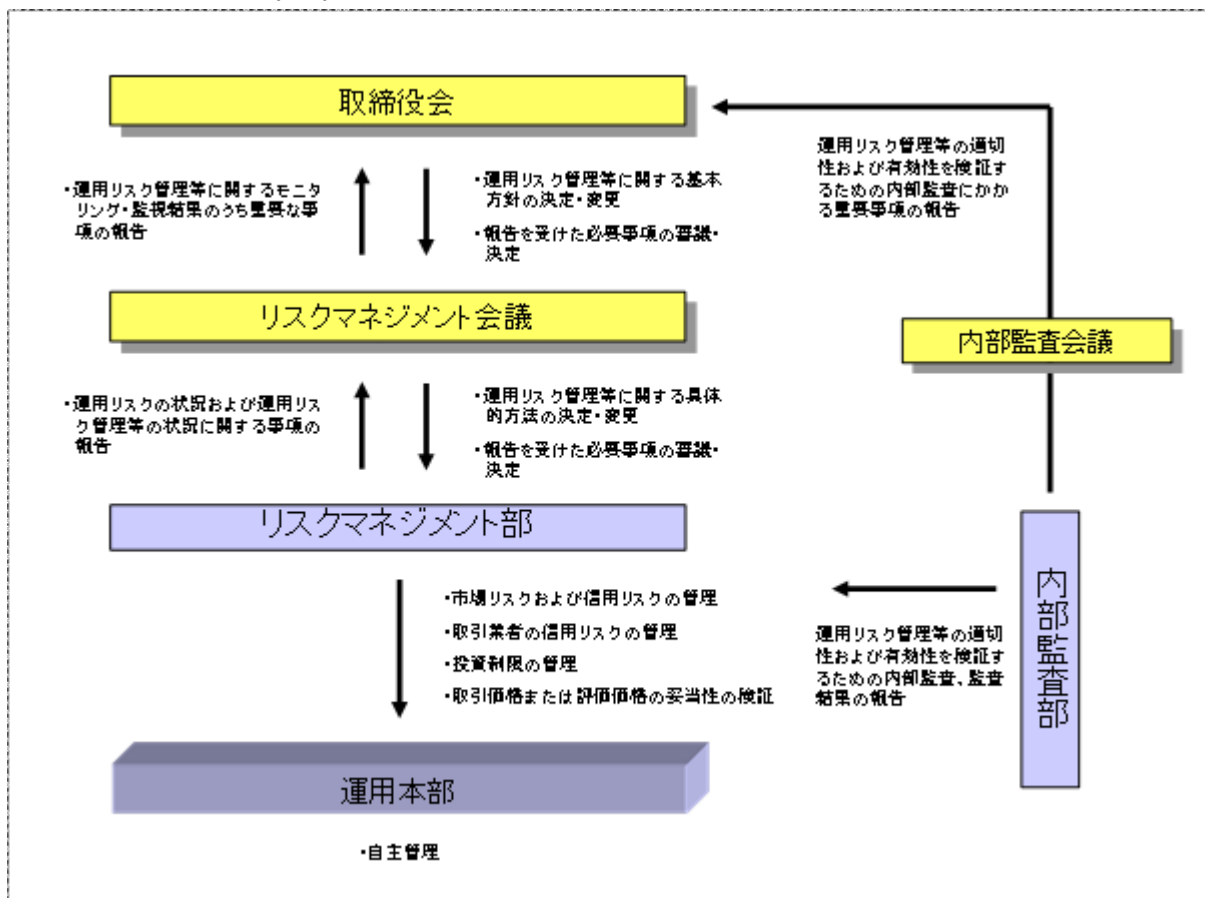 取締役会
・運用リスク管理等に関するモニタ
リング・監視結果のうち重要な事
項の報告
・運用リスク管理等に関する基本
方針の決定・変更
・報告を受けた必要事項の審議・
決定
運用リスク管理等の適切
性および有効性を検証す
るための内部監査にかか
る重要事項の報告
リスクマネジメント会議
内部監査会議
・運用リスクの状況および運用リス
ク管理等の状況に関する事項の
報告
・運用リスク管理等に関する具体
的方法の決定・変更
・報告を受けた必要事項の審議・
決定
リスクマネジメント部
内部監査部
・市場リスクおよび信用リスクの管理
・取引業者の信用リスクの管理
・投資制限の管理
・取引価格または評価価格の妥当性の検証
運用リスク管理等の適切
性および有効性を検証す
るための内部監査、監査
結果の報告
運用本部
・自主管理